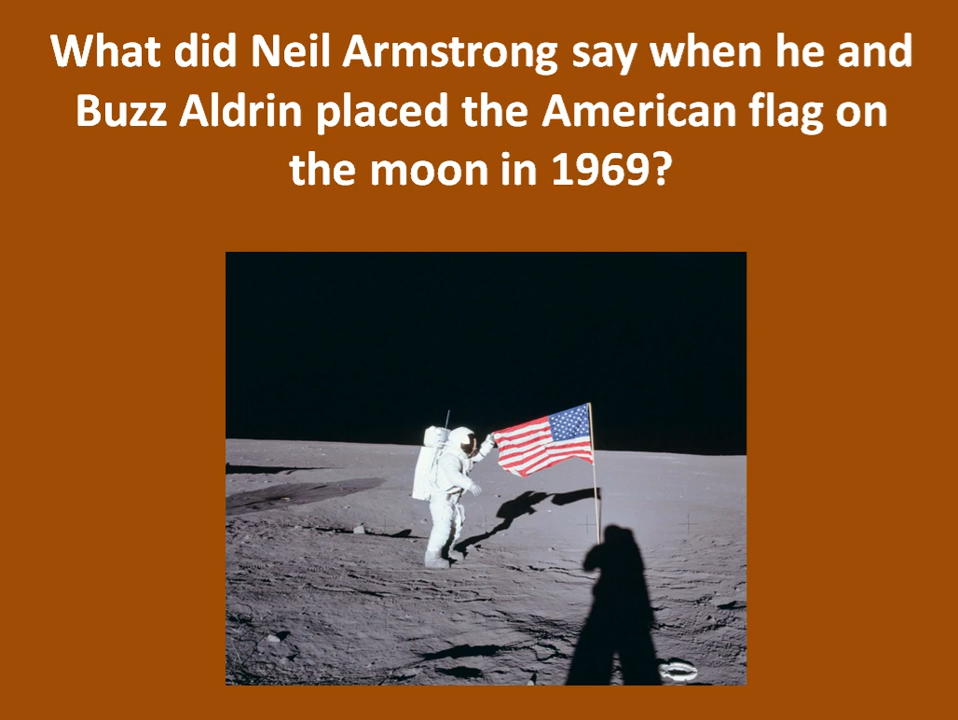 What did Neil Armstrong say when he and
Buzz Aldrin placed the American flag on
the moon in 1969?